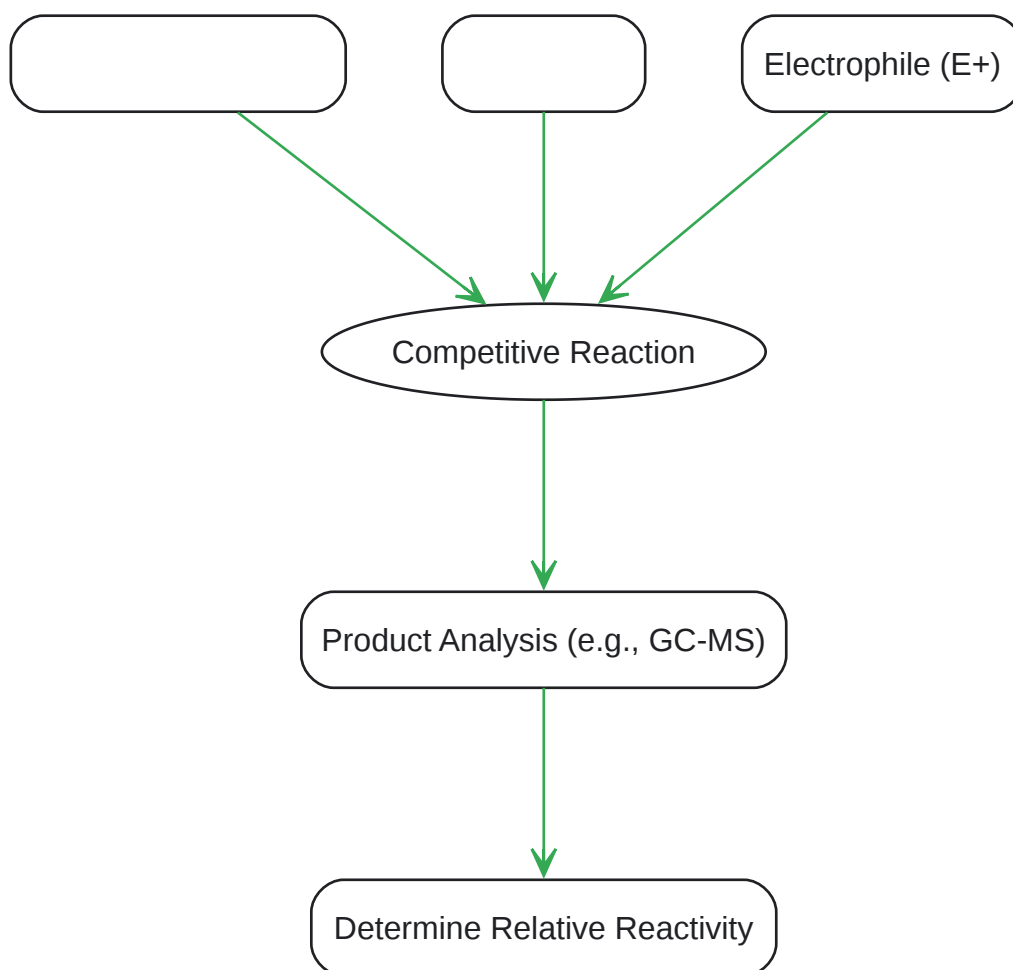 Electrophile (E+)
Competitive Reaction
Product Analysis (e.g., GC-MS)
Determine Relative Reactivity